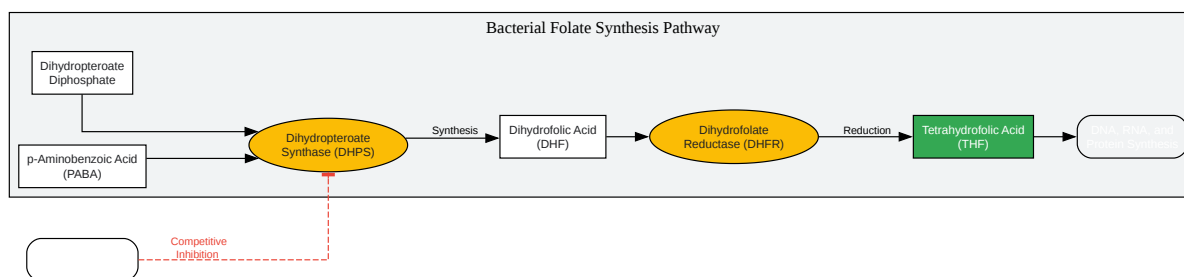 Bacterial Folate Synthesis Pathway
Dihydropteroate
Diphosphate
p-Aminobenzoic Acid
(PABA)
Dihydropteroate
Synthase (DHPS)
Synthesis
Dihydrofolic Acid
(DHF)
Dihydrofolate
Reductase (DHFR)
Reduction
Tetrahydrofolic Acid
(THF)
DNA, RNA, and
Protein Synthesis
Competitive
Inhibition